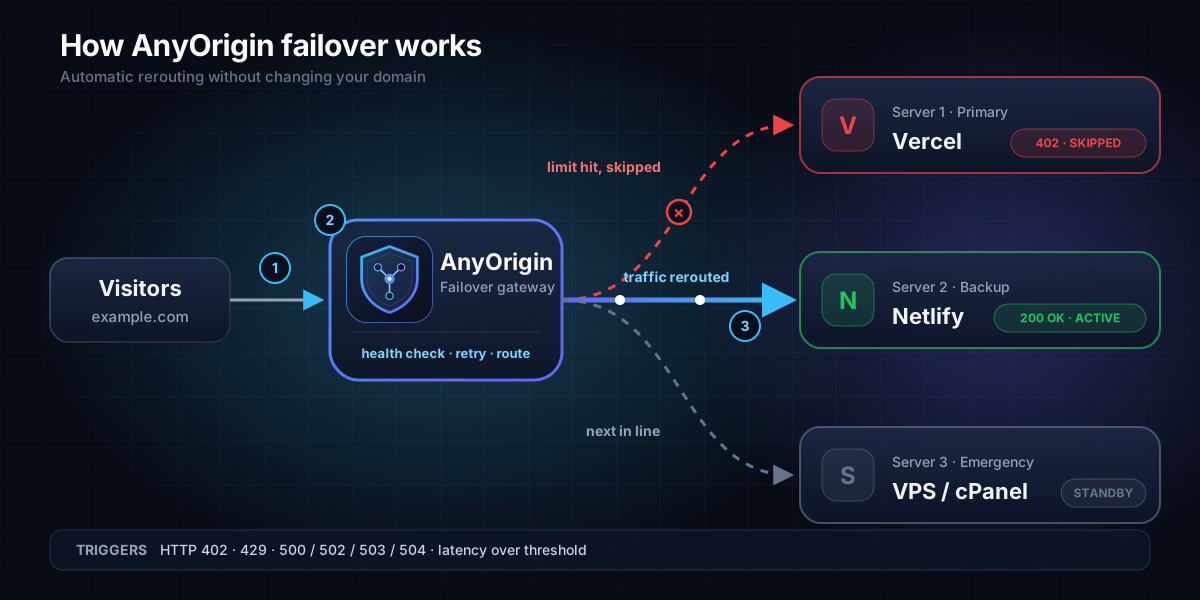 How AnyOrigin failover works
Automatic rerouting without changing your domain
Visitors
example.com
1
2
AnyOrigin
Failover gateway
health check · retry · route
limit hit, skipped
×
traffic rerouted
3
next in line
V
Server 1 · Primary
Vercel
402 · SKIPPED
N
Server 2 · Backup
Netlify
200 OK · ACTIVE
S
Server 3 · Emergency
VPS / cPanel
STANDBY
TRIGGERS HTTP 402 · 429 · 500 / 502 / 503 / 504 · latency over threshold